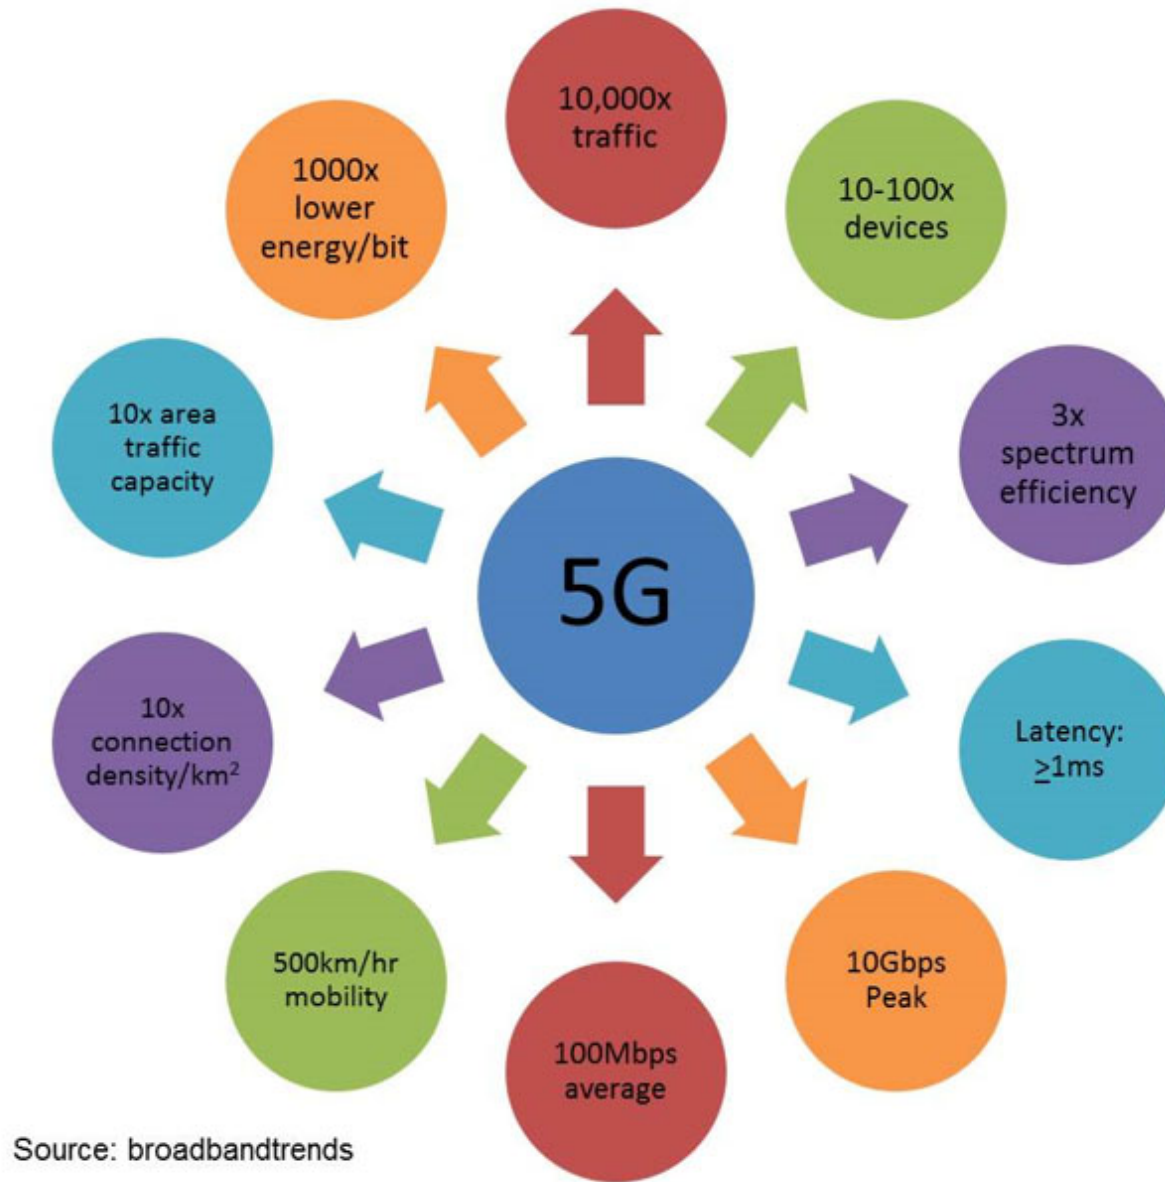 10,000x
traffic
10-100x
devices
3x
spectrum
efficiency
Latency:
≥1ms
10Gbps
Peak
100Mbps
average
500km/hr
mobility
10x
connection
density/km²
10x area
traffic
capacity
1000x
lower
energy/bit
5G
Source: broadbandtrends